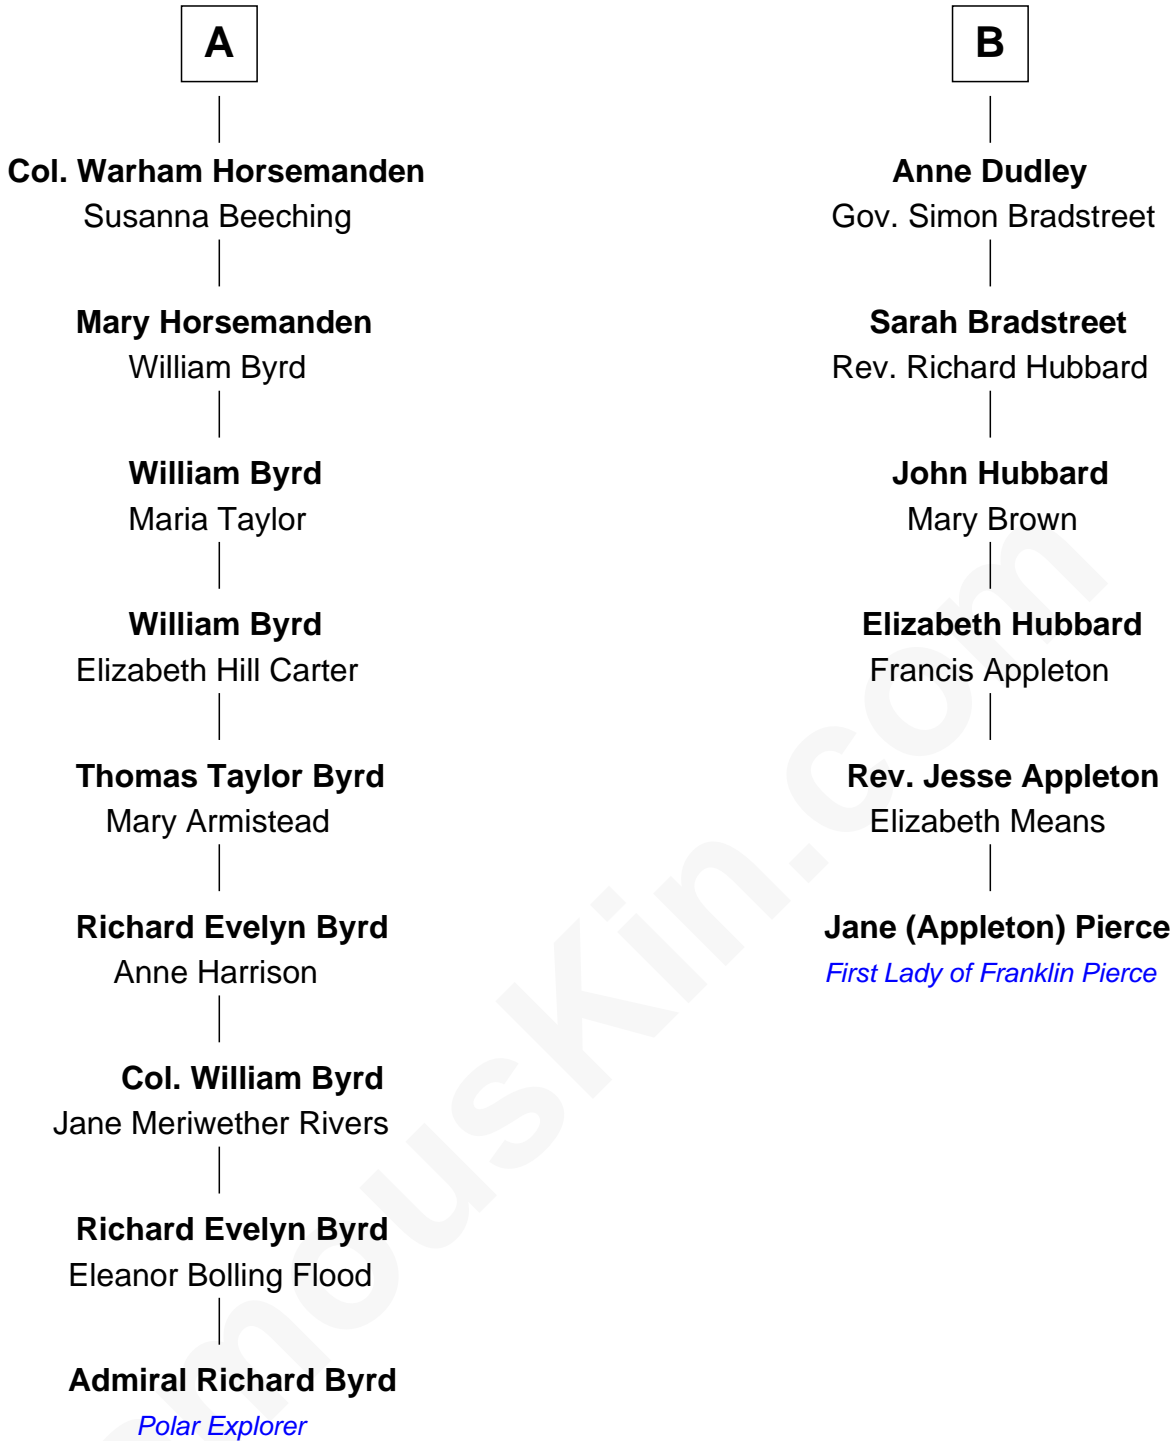 A
Col. Warham Horsemanden
Susanna Beeching
Mary Horsemanden
William Byrd
William Byrd
Maria Taylor
William Byrd
Elizabeth Hill Carter
Thomas Taylor Byrd
Mary Armistead
Richard Evelyn Byrd
Anne Harrison
Col. William Byrd
Jane Meriwether Rivers
Richard Evelyn Byrd
Eleanor Bolling Flood
Admiral Richard Byrd
Polar Explorer
B
Anne Dudley
Gov. Simon Bradstreet
Sarah Bradstreet
Rev. Richard Hubbard
John Hubbard
Mary Brown
Elizabeth Hubbard
Francis Appleton
Rev. Jesse Appleton
Elizabeth Means
Jane (Appleton) Pierce
First Lady of Franklin Pierce
mousKin.com